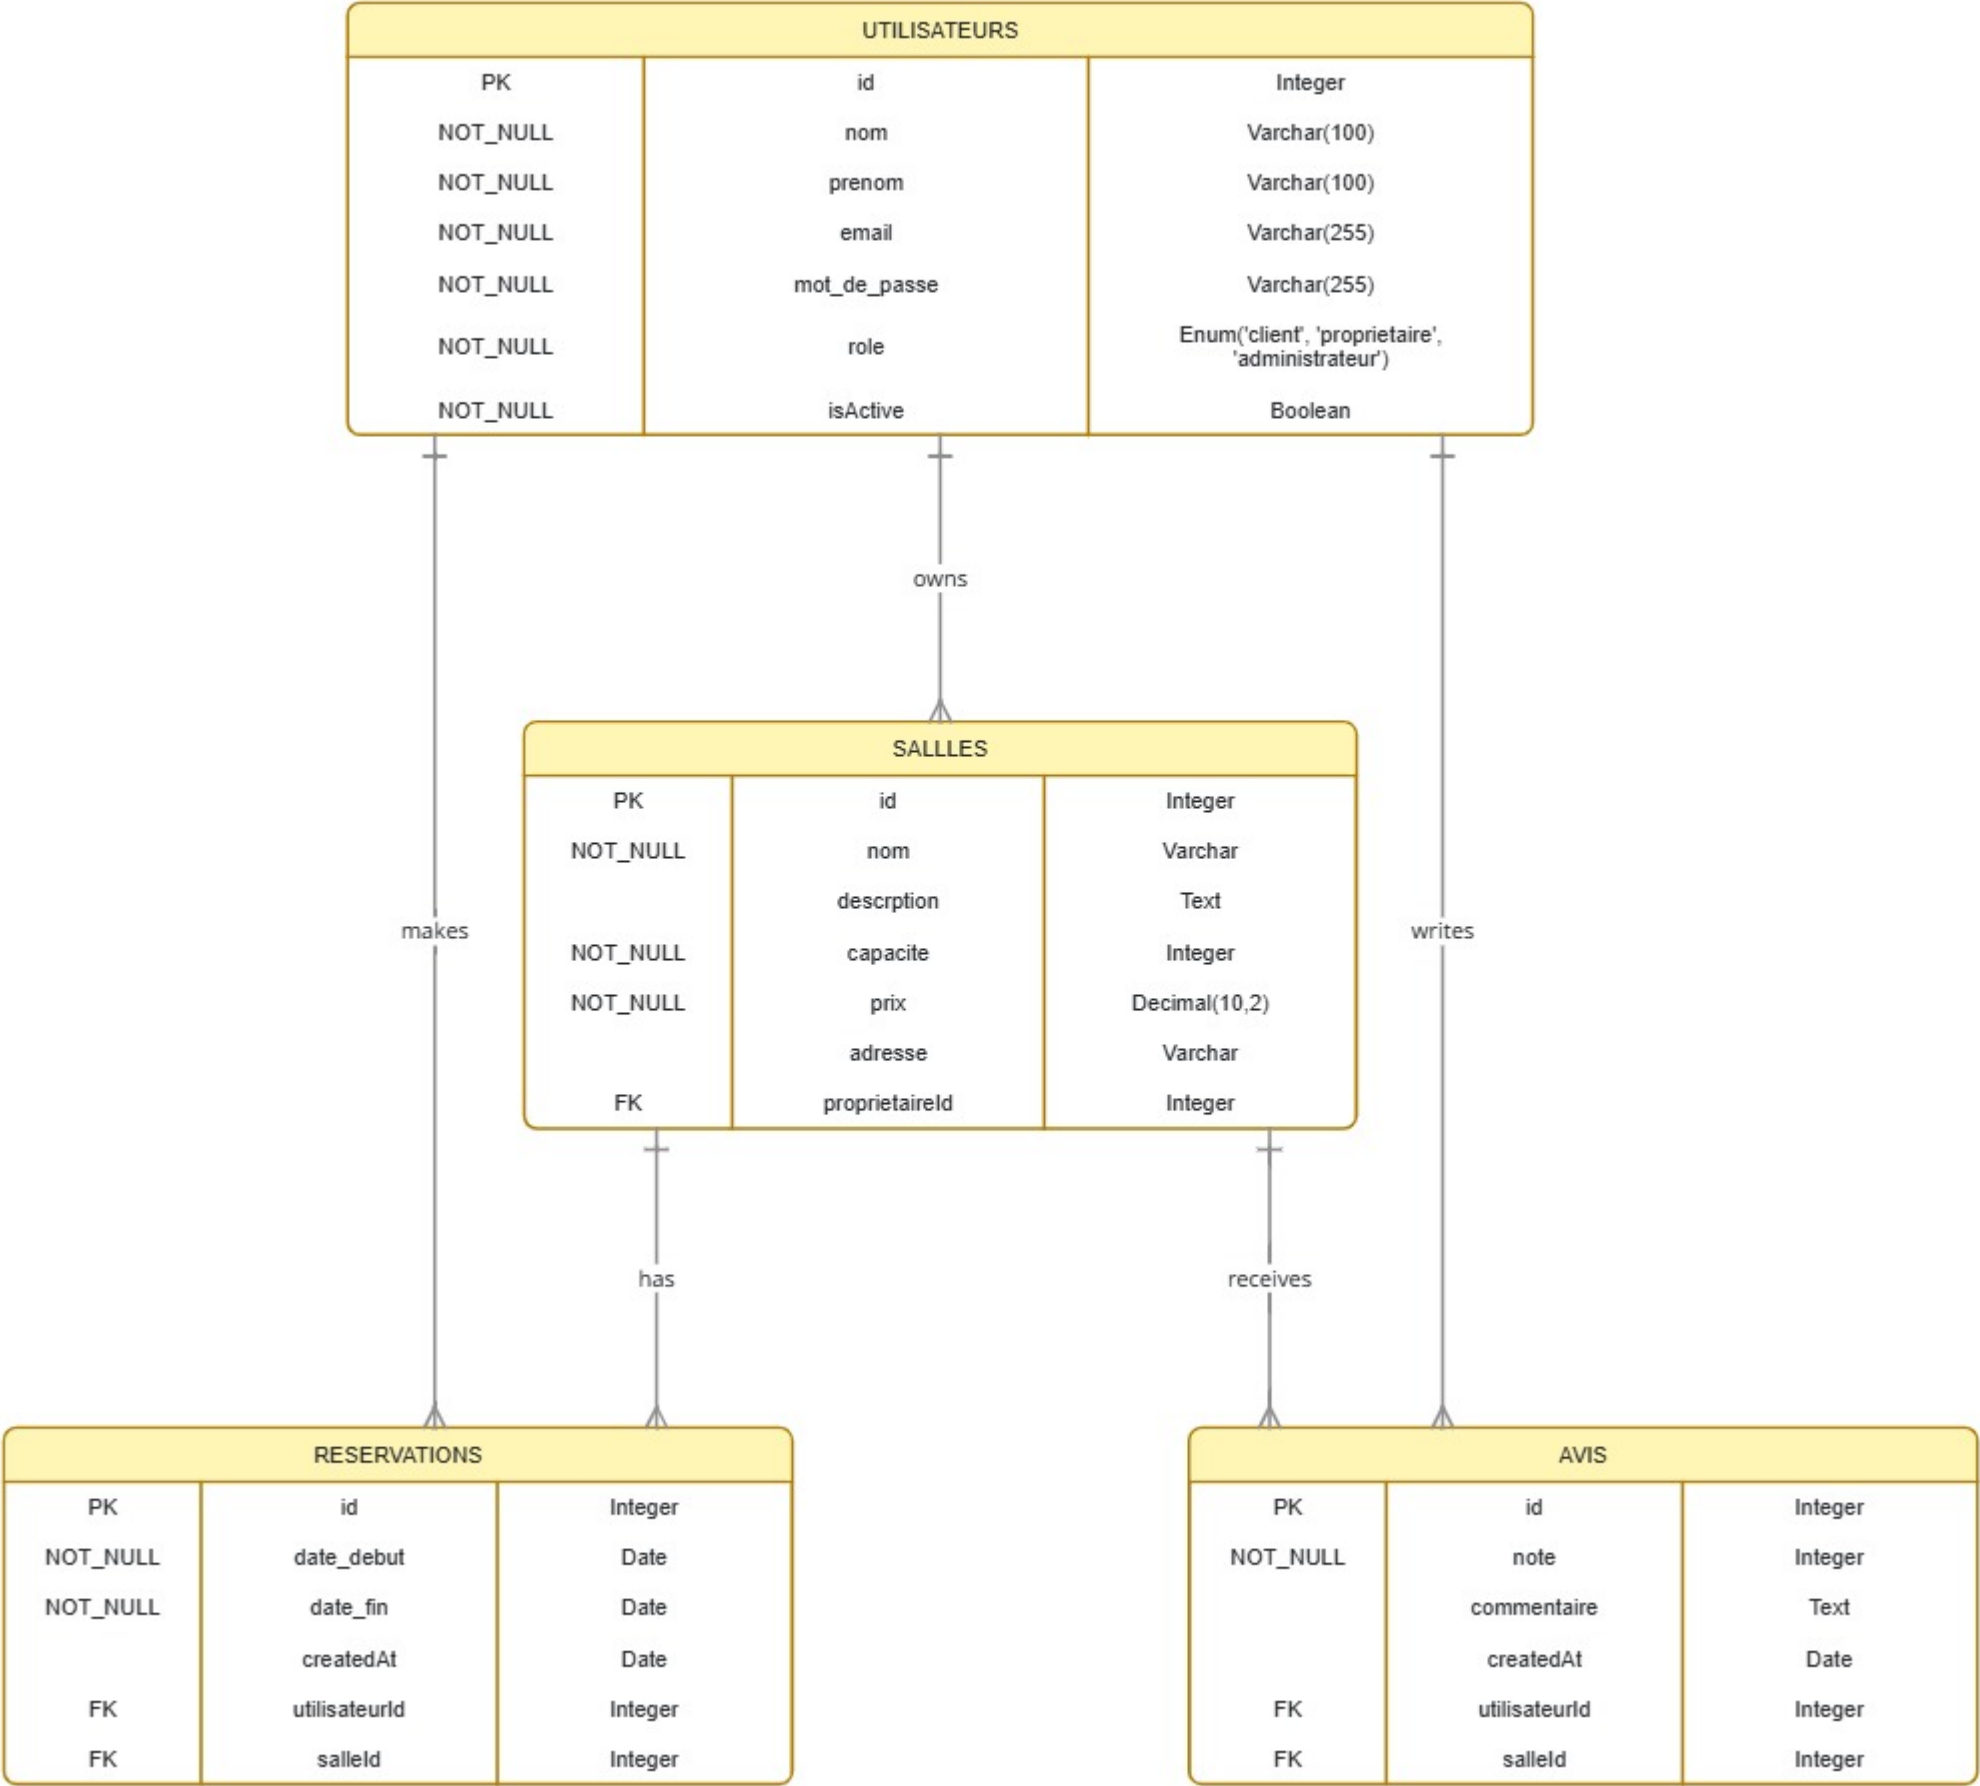 UTILISATEURS
PK id Integer
NOT_NULL nom Varchar(100)
NOT_NULL prenom Varchar(100)
NOT_NULL email Varchar(255)
NOT_NULL mot_de_passe Varchar(255)
NOT_NULL role Enum('client', 'proprietaire',
'administrateur')
NOT_NULL isActive Boolean
owns
makes
writes
SALLLES
PK id Integer
NOT_NULL nom Varchar
descrption Text
NOT_NULL capacite Integer
NOT_NULL prix Decimal(10,2)
adresse Varchar
FK proprietaireId Integer
has
receives
RESERVATIONS
PK id Integer
NOT_NULL date_debut Date
NOT_NULL date_fin Date
createdAt Date
FK utilisateurId Integer
FK salleId Integer
AVIS
PK id Integer
NOT_NULL note Integer
commentaire Text
createdAt Date
FK utilisateurId Integer
FK salleId Integer